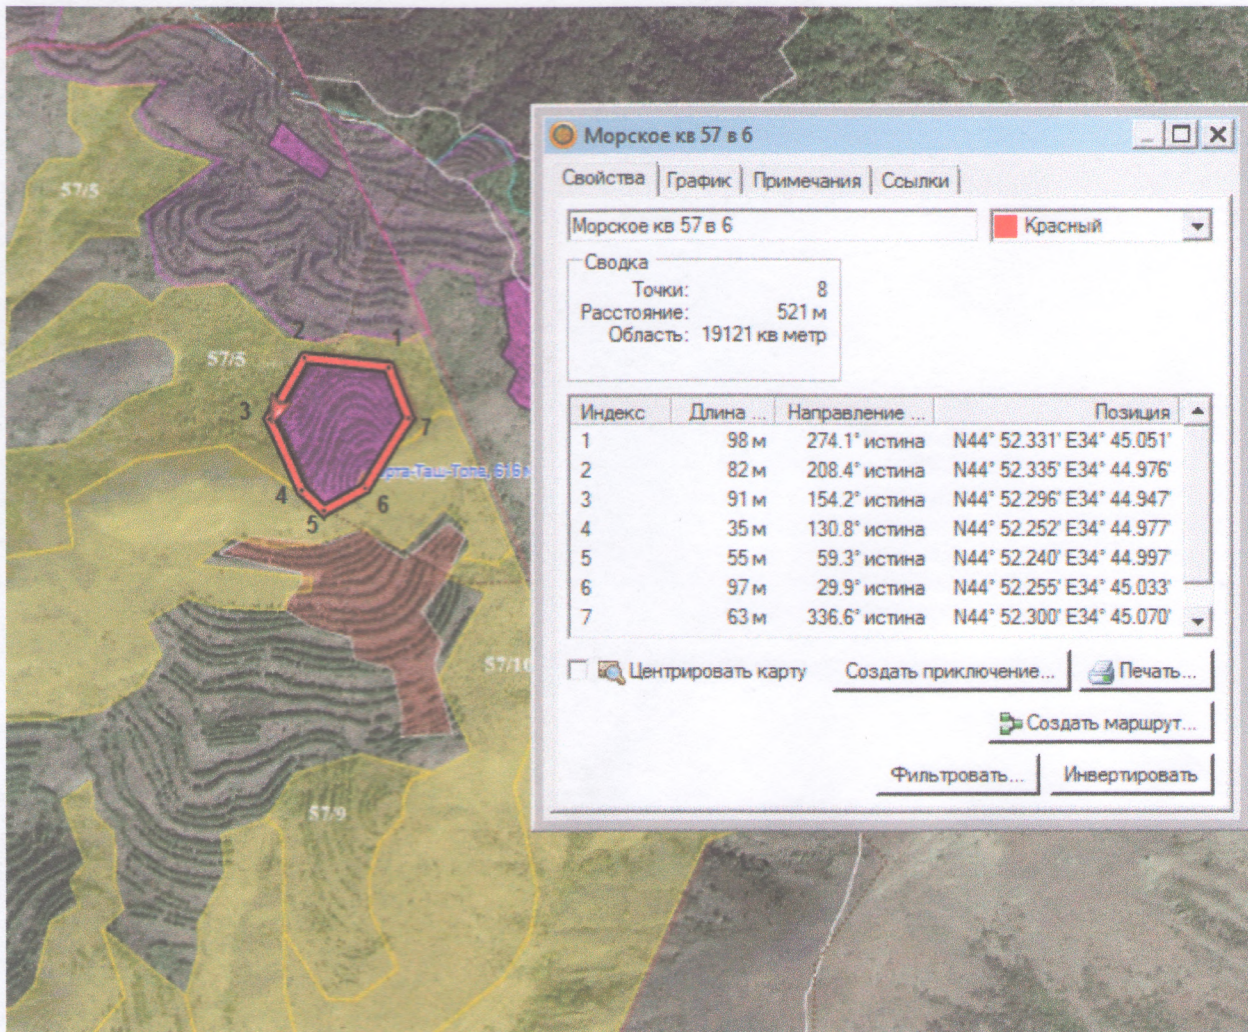 Морское кв 57 в 6
Свойства График Примечания Ссылки
Морское кв 57 в 6 Красный
Сводка
Точки: 8
Расстояние: 521 м
Область: 19121 кв метр
Индекс Длина ... Направление ... Позиция
1 98 м 274.1° истина N44° 52.331' E34° 45.051'
2 82 м 208.4° истина N44° 52.335' E34° 44.976'
3 91 м 154.2° истина N44° 52.296' E34° 44.947'
4 35 м 130.8° истина N44° 52.252' E34° 44.977'
5 55 м 59.3° истина N44° 52.240' E34° 44.997'
6 97 м 29.9° истина N44° 52.255' E34° 45.033'
7 63 м 336.6° истина N44° 52.300' E34° 45.070'
Центрировать карту Создать приключение... Печать...
Создать маршрут...
Фильтровать... Инвертировать
57/5
57/5
2
1
3
7
4
6
5
орта-Таш-Топе, 616 м
57/10
57/9